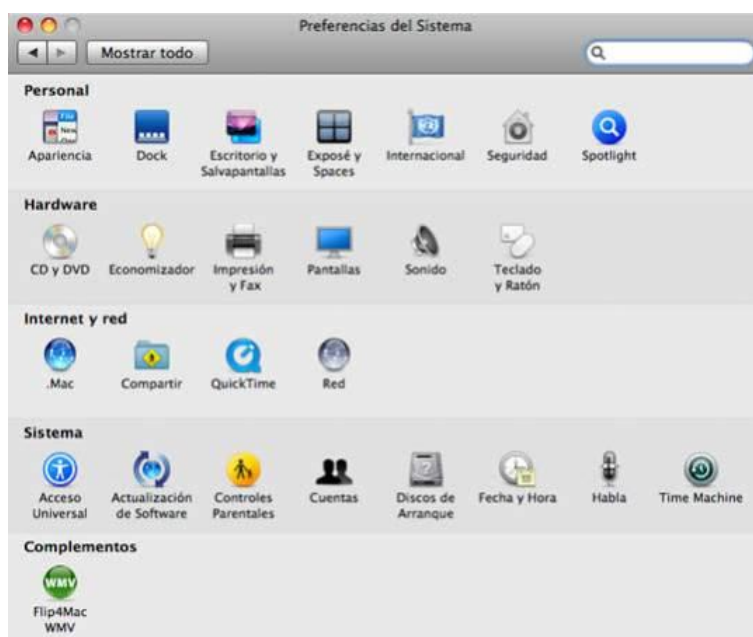 Preferencias del Sistema
Mostrar todo
Personal
Apariencia
Dock
Escritorio y
Salvapantallas
Exposé y
Spaces
Internacional
Seguridad
Spotlight
Hardware
CD y DVD
Economizador
Impresión
y Fax
Pantallas
Sonido
Teclado
y Ratón
Internet y red
.Mac
Compartir
QuickTime
Red
Sistema
Acceso
Universal
Actualización
de Software
Controles
Parentales
Cuentas
Discos de
Arranque
Fecha y Hora
Habla
Time Machine
Complementos
WMV
Flip4Mac
WMV